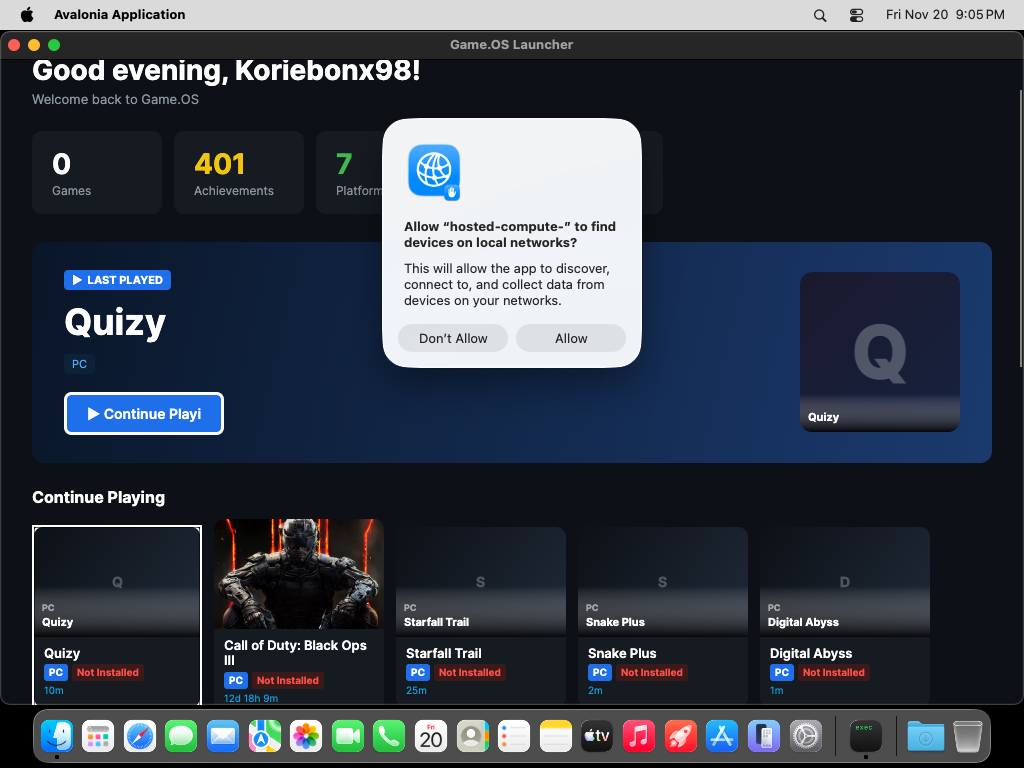 Avalonia Application
Fri Nov 20 9:05 PM
Game.OS Launcher
Good evening, Koriebonx98!
Welcome back to Game.OS
0
Games
401
Achievements
7
Platform
Allow “hosted-compute-” to find
devices on local networks?
This will allow the app to discover,
connect to, and collect data from
devices on your networks.
Don’t Allow
Allow
▶ LAST PLAYED
Quizy
PC
▶ Continue Playi
Q
Quizy
Continue Playing
Q
PC
Quizy
Quizy
PC Not Installed
10m
Call of Duty: Black Ops
III
PC Not Installed
12d 18h 9m
S
PC
Starfall Trail
Starfall Trail
PC Not Installed
25m
S
PC
Snake Plus
Snake Plus
PC Not Installed
2m
D
PC
Digital Abyss
Digital Abyss
PC Not Installed
1m
Fri
20
tv
exec